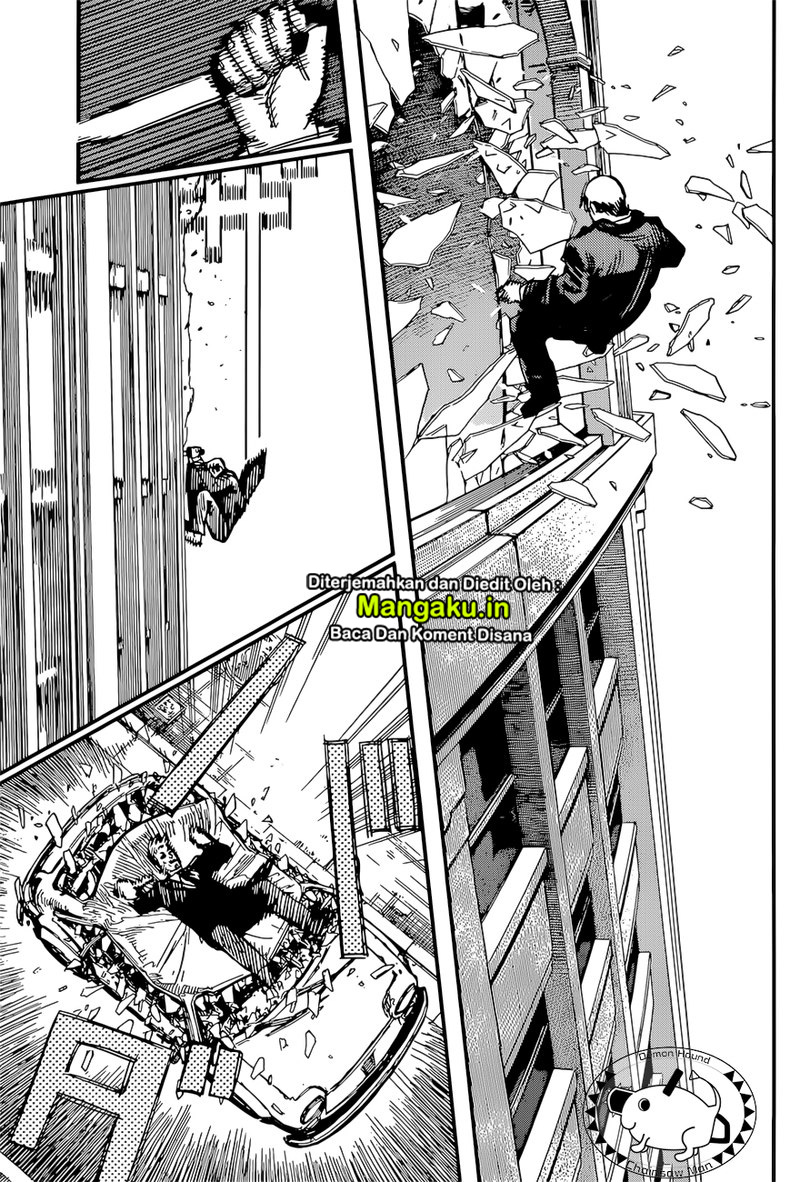 Diterjemahkan dan Diedit Oleh :
Mangaku.in
Baca Dan Koment Disana
Demon Hound
Chainsaw Man